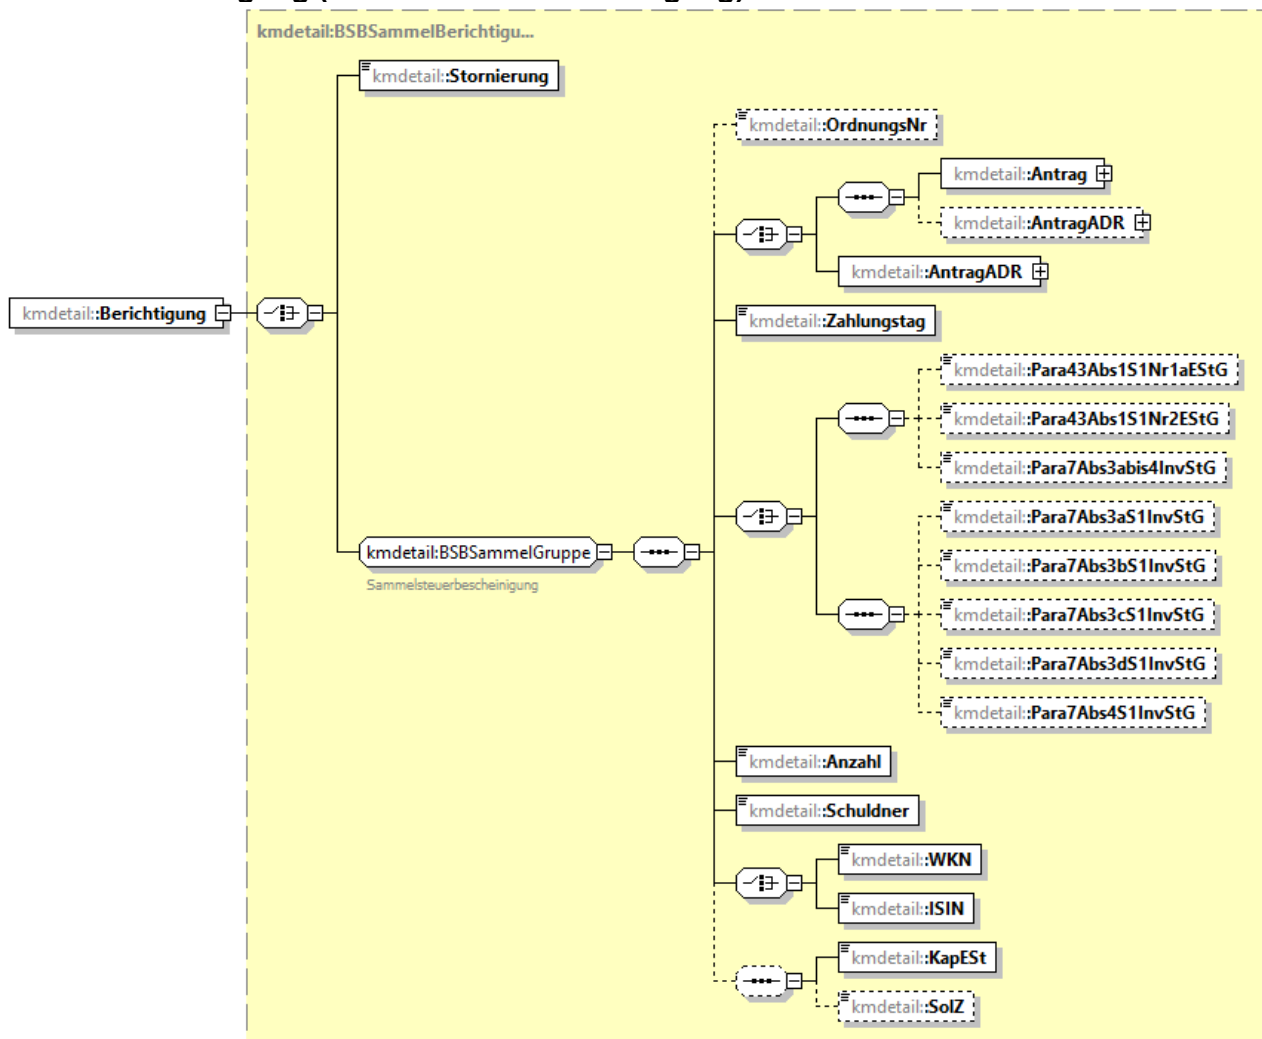 kmdetail:BSBSammelBerichtigu...
kmdetail::Stornierung
kmdetail::OrdnungsNr
kmdetail::Antrag
kmdetail::AntragADR
kmdetail::AntragADR
kmdetail::Berichtigung
kmdetail::Zahlungstag
kmdetail::Para43Abs1S1Nr1aEStG
kmdetail::Para43Abs1S1Nr2EStG
kmdetail::Para7Abs3abis4InvStG
kmdetail::Para7Abs3aS1InvStG
kmdetail:BSBSammelGruppe
Sammelsteuerbescheinigung
kmdetail::Para7Abs3bS1InvStG
kmdetail::Para7Abs3cS1InvStG
kmdetail::Para7Abs3dS1InvStG
kmdetail::Para7Abs4S1InvStG
kmdetail::Anzahl
kmdetail::Schuldner
kmdetail::WKN
kmdetail::ISIN
kmdetail::KapESt
kmdetail::SolZ